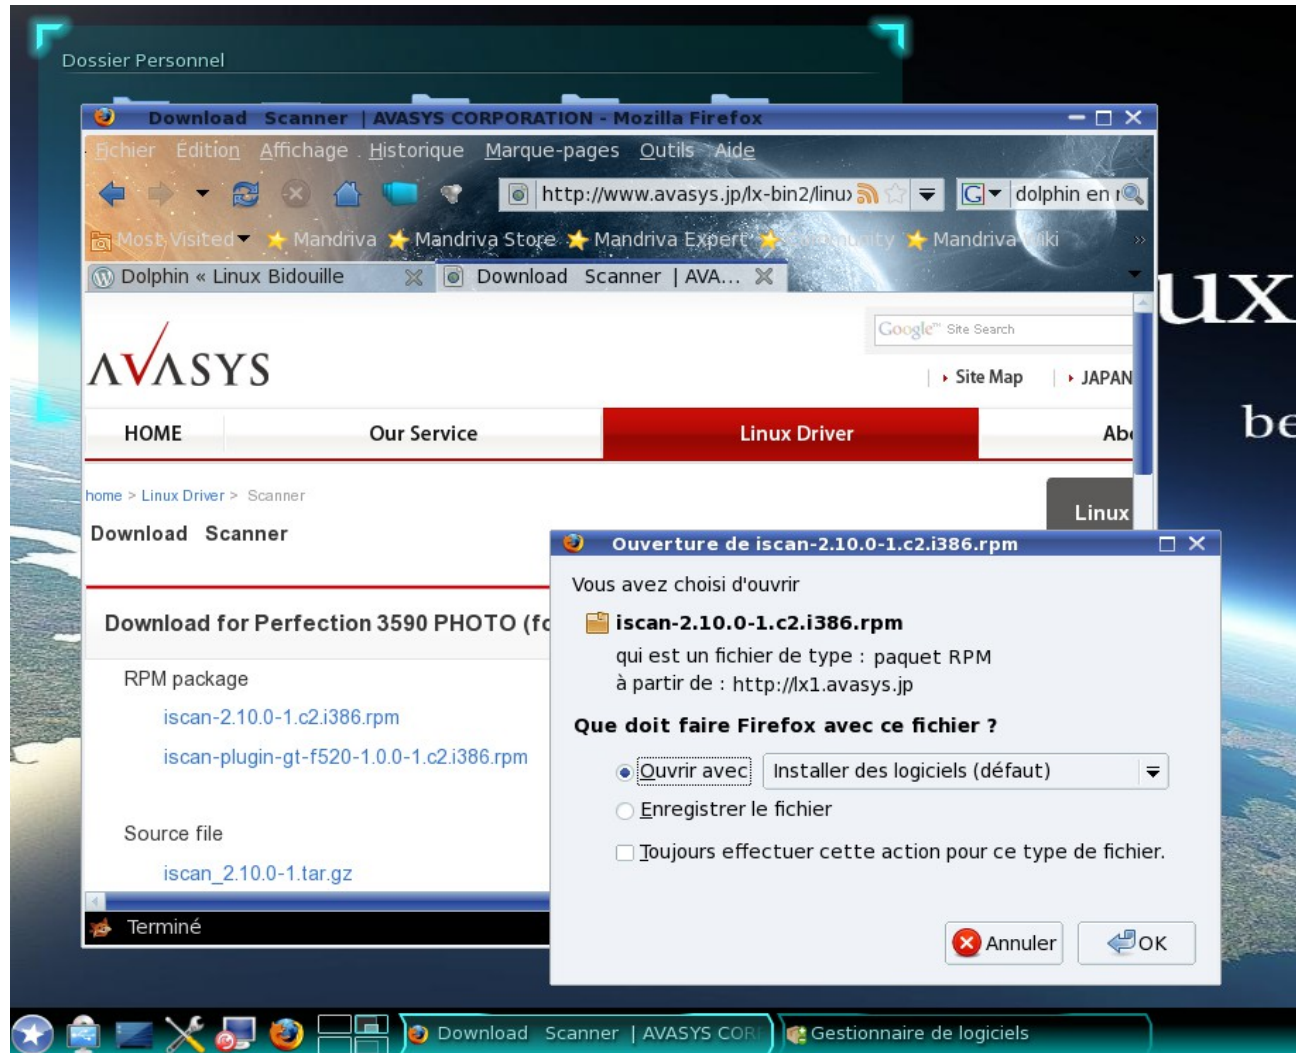 Dossier Personnel
Download Scanner | AVASYS CORPORATION - Mozilla Firefox
Fichier Édition Affichage Historique Marque-pages Outils Aide
http://www.avasys.jp/lx-bin2/linux
G dolphin en r
Most Visited Mandriva Mandriva Store Mandriva Expert Community Mandriva Wiki »
Dolphin « Linux Bidouille
Download Scanner | AVA...
ux
be
Google™ Site Search
AVASYS
Site Map
JAPAN
HOME
Our Service
Linux Driver
Abo
home > Linux Driver > Scanner
Linux
Download Scanner
Download for Perfection 3590 PHOTO (fo
RPM package
iscan-2.10.0-1.c2.i386.rpm
iscan-plugin-gt-f520-1.0.0-1.c2.i386.rpm
Source file
iscan_2.10.0-1.tar.gz
Terminé
Ouverture de iscan-2.10.0-1.c2.i386.rpm
Vous avez choisi d'ouvrir
iscan-2.10.0-1.c2.i386.rpm
qui est un fichier de type : paquet RPM
à partir de : http://lx1.avasys.jp
Que doit faire Firefox avec ce fichier ?
Ouvrir avec
Installer des logiciels (défaut)
Enregistrer le fichier
Toujours effectuer cette action pour ce type de fichier.
Annuler
OK
Download Scanner | AVASYS COR
Gestionnaire de logiciels